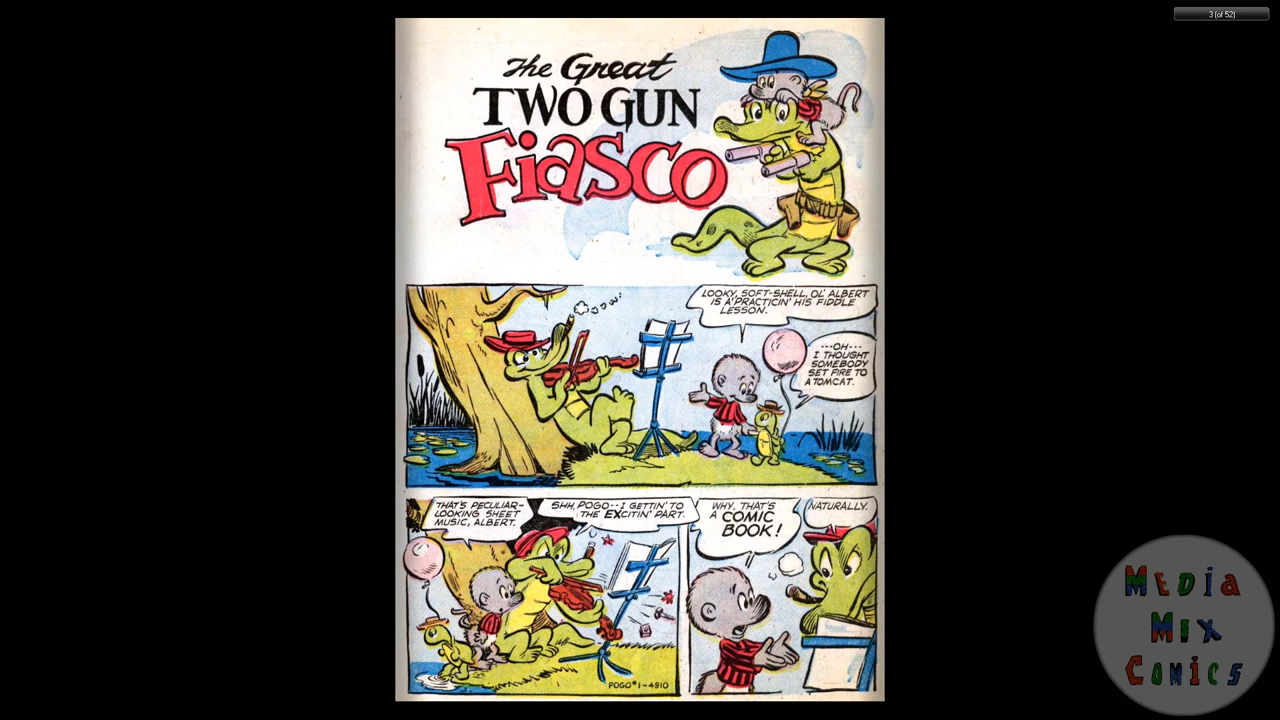 3 (of 52)
The Great
TWO GUN
Fiasco
LOOKY, SOFT-SHELL, OL' ALBERT
IS A'PRACTICIN' HIS FIDDLE
LESSON.
---OH---
I THOUGHT
SOMEBODY
SET FIRE TO
A TOMCAT.
THAT'S PECULIAR-
LOOKING SHEET
MUSIC, ALBERT.
SHH, POGO--I GETTIN' TO
THE EXCITIN' PART.
WHY, THAT'S
A COMIC
BOOK!
NATURALLY.
POGO#1-4910
MEDiA
Mix
COMiCS